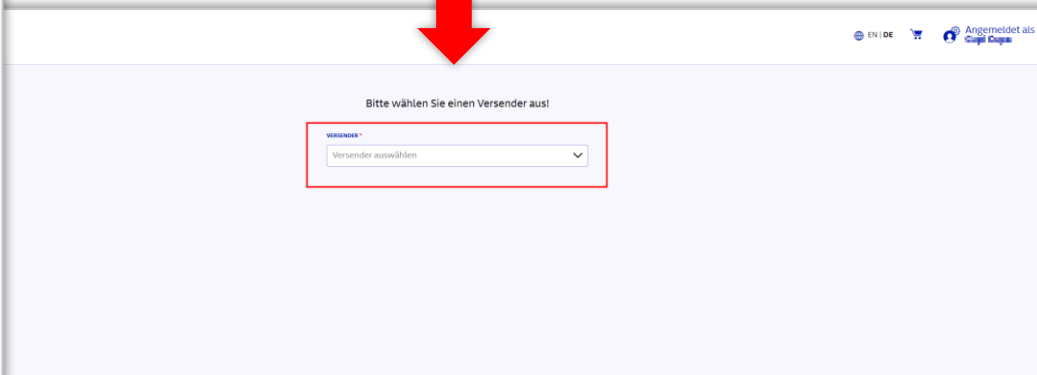 EN | DE
Angemeldet als
Bitte wählen Sie einen Versender aus!
VERSENDER *
Versender auswählen